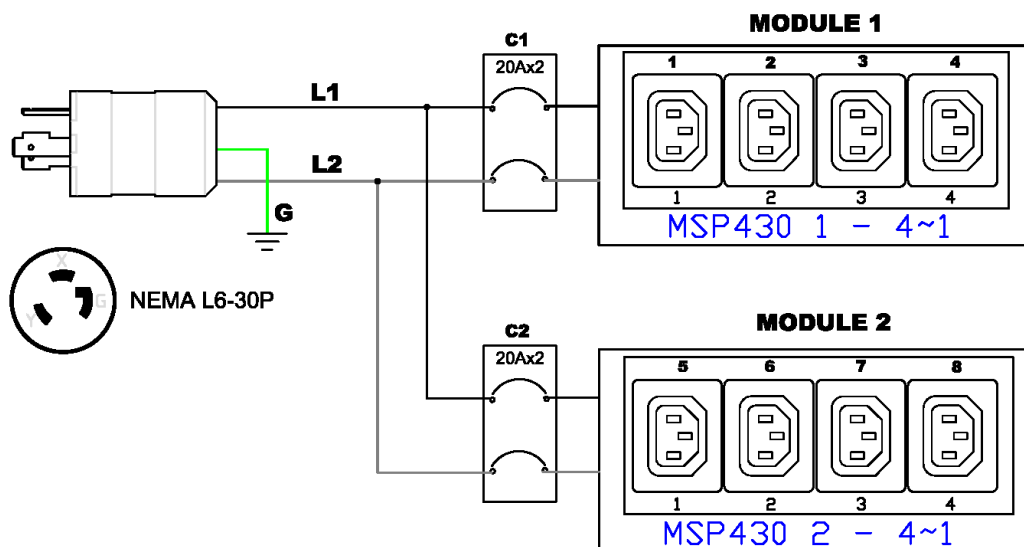 MODULE 1
C1
20Ax2
1 2 3 4
L1
L2
G
1 2 3 4
MSP430 1 - 4~1
X
G
Y
NEMA L6-30P
MODULE 2
C2
20Ax2
5 6 7 8
1 2 3 4
MSP430 2 - 4~1